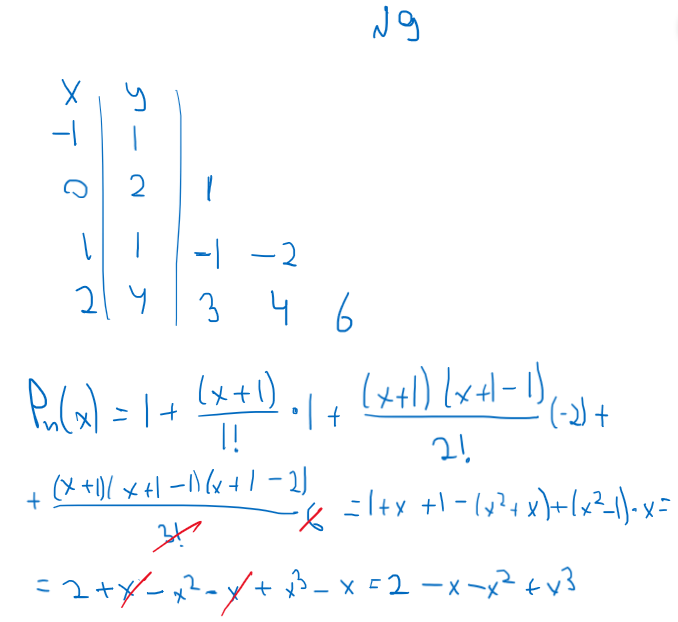 N9
x | y |
-1 | 1 |
0 | 2 | 1
1 | 1 | -1 -2
2 | 4 | 3 4 6
Pn(x) = 1 + (x+1)/1! · 1 + (x+1)(x+1-1)/2! (-2) +
+ (x+1)(x+1-1)(x+1-2)/3! 6 = 1+x+1-(x²+x)+(x²-1)·x =
= 2+x-x²-x+x³-x = 2-x-x²+x³